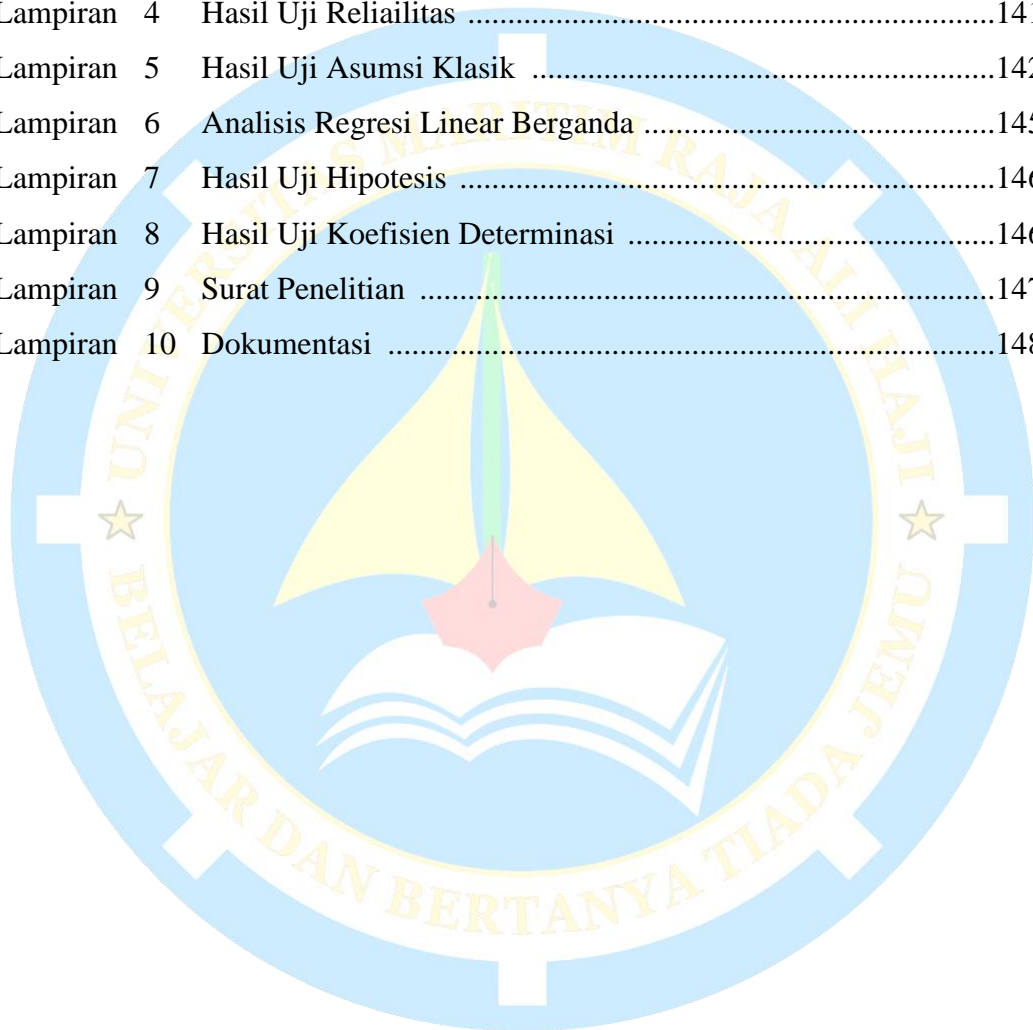 Lampiran 4 Hasil Uji Reliailitas ..................................................................141
Lampiran 5 Hasil Uji Asumsi Klasik ..........................................................142
Lampiran 6 Analisis Regresi Linear Berganda ............................................145
Lampiran 7 Hasil Uji Hipotesis ...................................................................146
Lampiran 8 Hasil Uji Koefisien Determinasi ..............................................146
Lampiran 9 Surat Penelitian ........................................................................147
Lampiran 10 Dokumentasi ............................................................................148
UNIVERSITAS MARITIM RAJA ALI HAJI
BELAJAR DAN BERTANYA TIADA JEMU